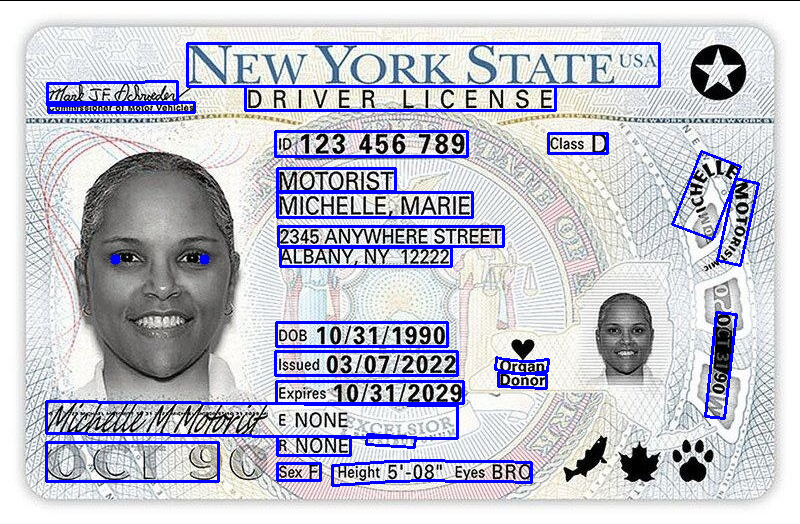 NEW YORK STATE USA
Mark J.F. Schroeder
Commissioner of Motor Vehicles
DRIVER LICENSE
ID 123 456 789
Class D
MOTORIST
MICHELLE, MARIE
2345 ANYWHERE STREET
ALBANY, NY 12222
DOB 10/31/1990
Issued 03/07/2022
Expires 10/31/2029
E NONE
R NONE
Sex F Height 5'-08" Eyes BRO
Organ
Donor
Michelle M Motorist
OCT 90
EXCELSIOR
MICHELLE
MOTORIST
OCT 31 90